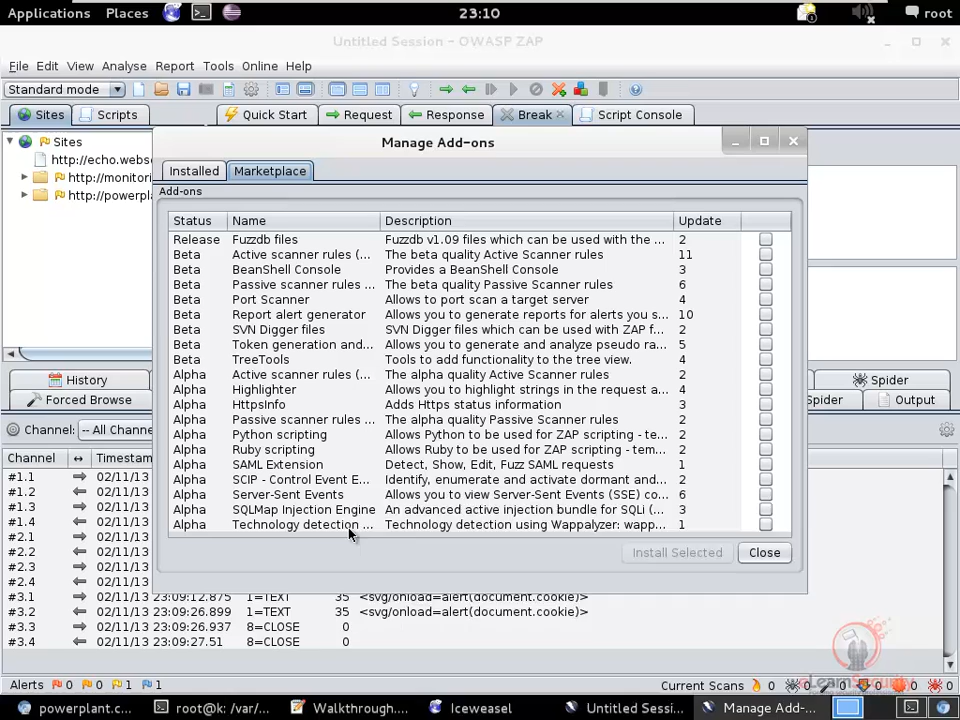 Applications Places 23:10 root
Untitled Session - OWASP ZAP
File Edit View Analyse Report Tools Online Help
Standard mode
Sites Scripts Quick Start Request Response Break Script Console
Sites
http://echo.webso
http://monitori
http://powerpla
Manage Add-ons
Installed Marketplace
Add-ons
Status Name Description Update
Release Fuzzdb files Fuzzdb v1.09 files which can be used with the ... 2
Beta Active scanner rules (... The beta quality Active Scanner rules 11
Beta BeanShell Console Provides a BeanShell Console 3
Beta Passive scanner rules ... The beta quality Passive Scanner rules 6
Beta Port Scanner Allows to port scan a target server 4
Beta Report alert generator Allows you to generate reports for alerts you s... 10
Beta SVN Digger files SVN Digger files which can be used with ZAP f... 2
Beta Token generation and... Allows you to generate and analyze pseudo ra... 5
Beta TreeTools Tools to add functionality to the tree view. 4
Alpha Active scanner rules (... The alpha quality Active Scanner rules 2
Alpha Highlighter Allows you to highlight strings in the request a... 4
Alpha HttpsInfo Adds Https status information 3
Alpha Passive scanner rules ... The alpha quality Passive Scanner rules 2
Alpha Python scripting Allows Python to be used for ZAP scripting - te... 2
Alpha Ruby scripting Allows Ruby to be used for ZAP scripting - tem... 2
Alpha SAML Extension Detect, Show, Edit, Fuzz SAML requests 1
Alpha SCIP - Control Event E... Identify, enumerate and activate dormant and... 2
Alpha Server-Sent Events Allows you to view Server-Sent Events (SSE) co... 6
Alpha SQLMap Injection Engine An advanced active injection bundle for SQLi (... 3
Alpha Technology detection ... Technology detection using Wappalyzer: wapp... 1
Install Selected Close
History Spider
Forced Browse Spider Output
Channel: -- All Channe
Channel Timestam
#1.1 02/11/13
#1.2 02/11/13
#1.3 02/11/13
#1.4 02/11/13
#2.1 02/11/13
#2.2 02/11/13
#2.3 02/11/13
#2.4 02/11/13
#3.1 02/11/13 23:09:12.875 1=TEXT 35 <svg/onload=alert(document.cookie)>
#3.2 02/11/13 23:09:26.899 1=TEXT 35 <svg/onload=alert(document.cookie)>
#3.3 02/11/13 23:09:26.937 8=CLOSE 0
#3.4 02/11/13 23:09:27.51 8=CLOSE 0
eLearnSecurity
Alerts 0 0 1 1 Current Scans 0 0 0 0 0 0
powerplant.c... root@k: /var/... Walkthrough.... Iceweasel Untitled Sessi... Manage Add-...